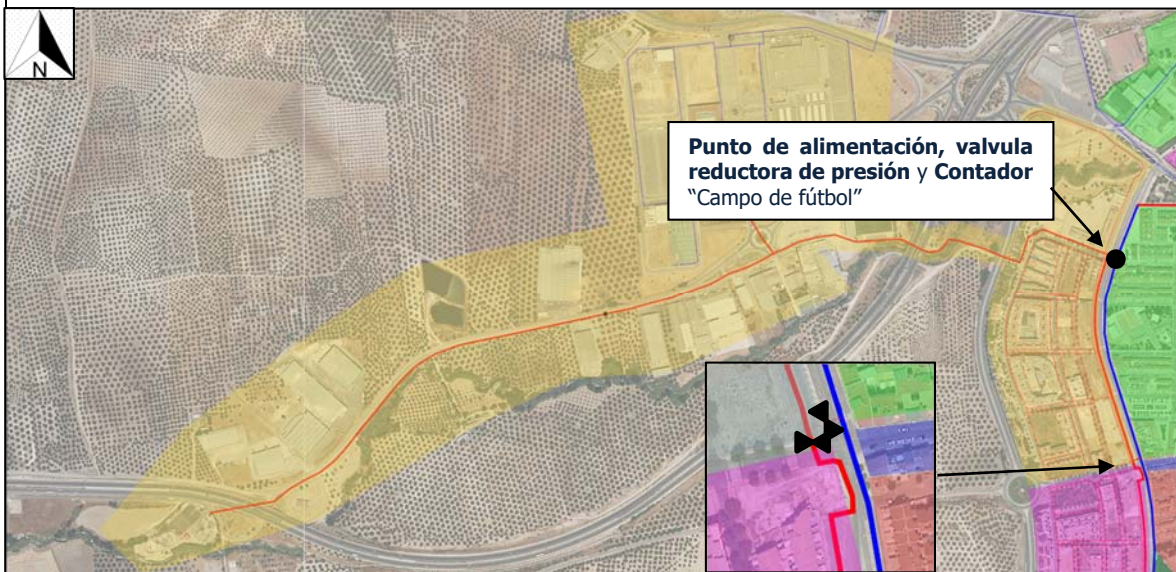 N
Punto de alimentación, valvula
reductora de presión y Contador
“Campo de fútbol”